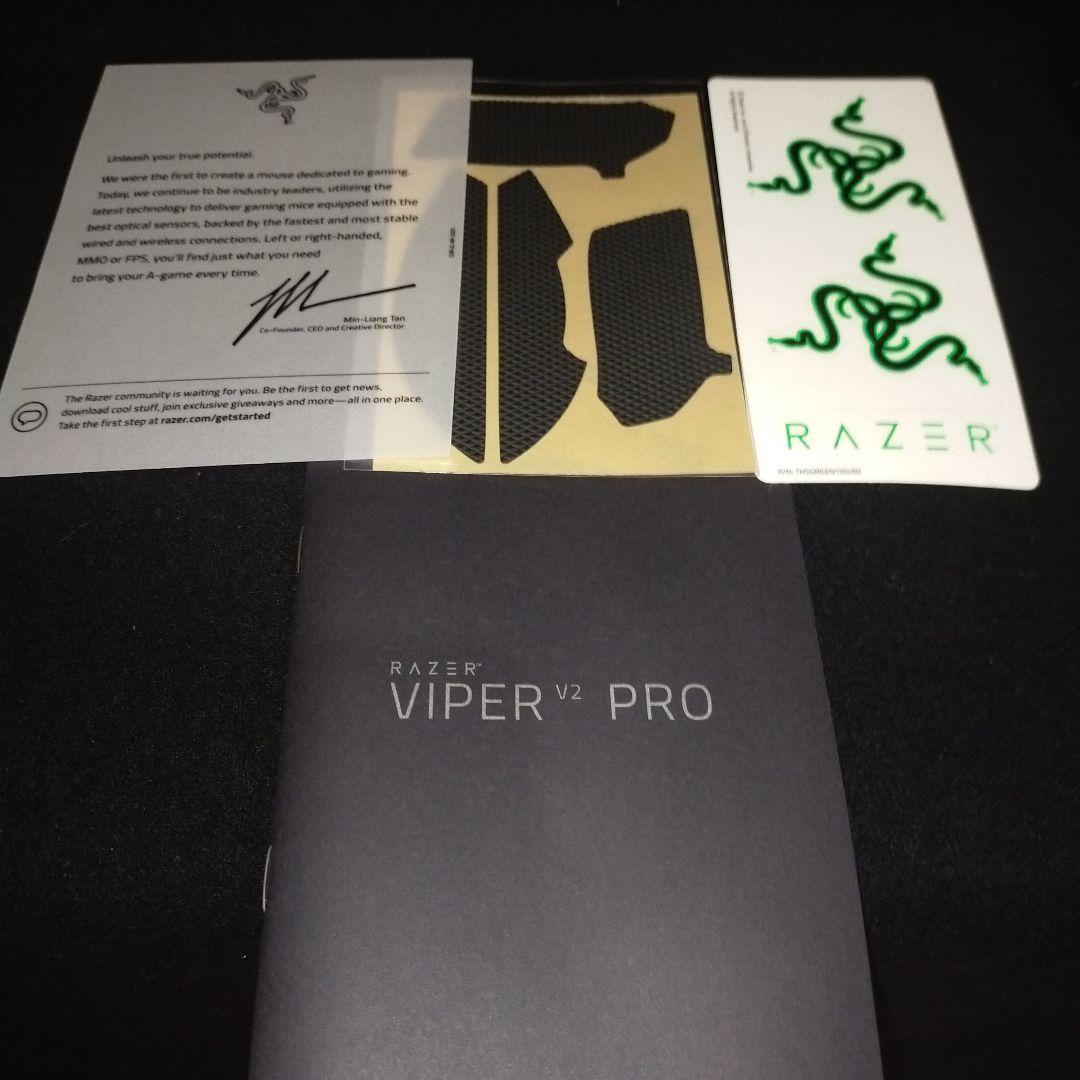 Unleash your true potential.
We were the first to create a mouse dedicated to gaming.
Today, we continue to be industry leaders, utilizing the
latest technology to deliver gaming mice equipped with the
best optical sensors, backed by the fastest and most stable
wired and wireless connections. Left or right-handed,
MMO or FPS, you'll find just what you need
to bring your A-game every time.
Min-Liang Tan
Co-Founder, CEO and Creative Director
The Razer community is waiting for you. Be the first to get news,
download cool stuff, join exclusive giveaways and more—all in one place.
Take the first step at razer.com/getstarted
RAZER
P/N: THSGREEN130x80
RAZER™
VIPER V2 PRO